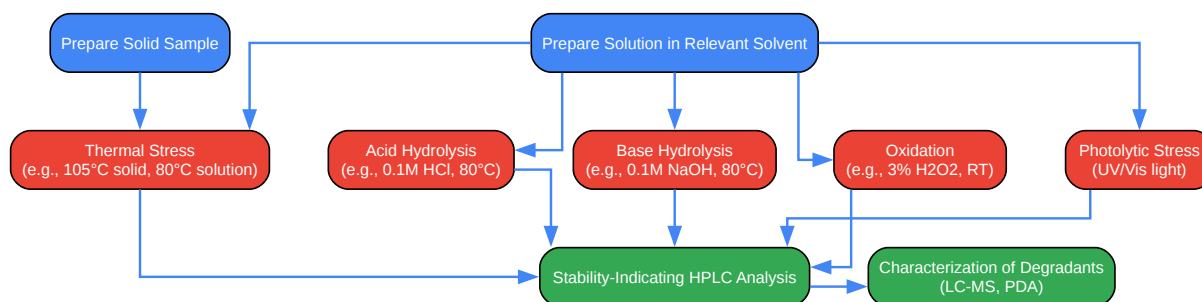 Prepare Solid Sample
Prepare Solution in Relevant Solvent
Thermal Stress
(e.g., 105°C solid, 80°C solution)
Acid Hydrolysis
(e.g., 0.1M HCl, 80°C)
Base Hydrolysis
(e.g., 0.1M NaOH, 80°C)
Oxidation
(e.g., 3% H2O2, RT)
Photolytic Stress
(UV/Vis light)
Stability-Indicating HPLC Analysis
Characterization of Degradants
(LC-MS, PDA)